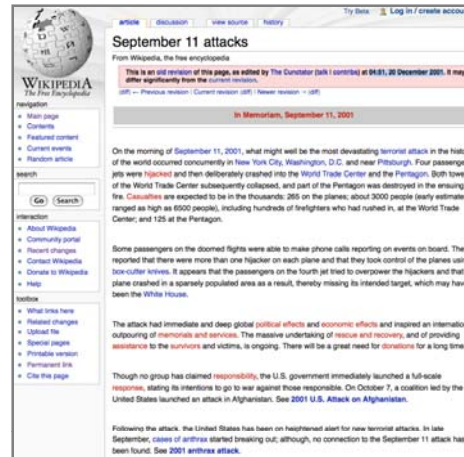 Try Beta Log in / create accou
article discussion view source history
September 11 attacks
From Wikipedia, the free encyclopedia
This is an old revision of this page, as edited by The Cunctator (talk | contribs) at 04:51, 20 December 2001. It may
differ significantly from the current revision.
(diff) ← Previous revision | Current revision (diff) | Newer revision → (diff)
In Memoriam, September 11, 2001
On the morning of September 11, 2001, what might well be the most devastating terrorist attack in the histo
of the world occurred concurrently in New York City, Washington, D.C. and near Pittsburgh. Four passenge
jets were hijacked and then deliberately crashed into the World Trade Center and the Pentagon. Both towe
of the World Trade Center subsequently collapsed, and part of the Pentagon was destroyed in the ensuing
fire. Casualties are expected to be in the thousands: 265 on the planes; about 3000 people (early estimate
ranged as high as 6500 people), including hundreds of firefighters who had rushed in, at the World Trade
Center; and 125 at the Pentagon.
Some passengers on the doomed flights were able to make phone calls reporting on events on board. The
reported that there were more than one hijacker on each plane and that they took control of the planes usin
box-cutter knives. It appears that the passengers on the fourth jet tried to overpower the hijackers and that
plane crashed in a sparsely populated area as a result, thereby missing its intended target, which may hav
been the White House.
The attack had immediate and deep global political effects and economic effects and inspired an internation
outpouring of memorials and services. The massive undertaking of rescue and recovery, and of providing
assistance to the survivors and victims, is ongoing. There will be a great need for donations for a long time
Though no group has claimed responsibility, the U.S. government immediately launched a full-scale
response, stating its intentions to go to war against those responsible. On October 7, a coalition led by the
United States launched an attack in Afghanistan. See 2001 U.S. Attack on Afghanistan.
Following the attack, the United States has been on heightened alert for new terrorist attacks. In late
September, cases of anthrax started breaking out; although, no connection to the September 11 attack has
been found. See 2001 anthrax attack.
WIKIPEDIA
The Free Encyclopedia
navigation
Main page
Contents
Featured content
Current events
Random article
search
Go Search
interaction
About Wikipedia
Community portal
Recent changes
Contact Wikipedia
Donate to Wikipedia
Help
toolbox
What links here
Related changes
Upload file
Special pages
Printable version
Permanent link
Cite this page